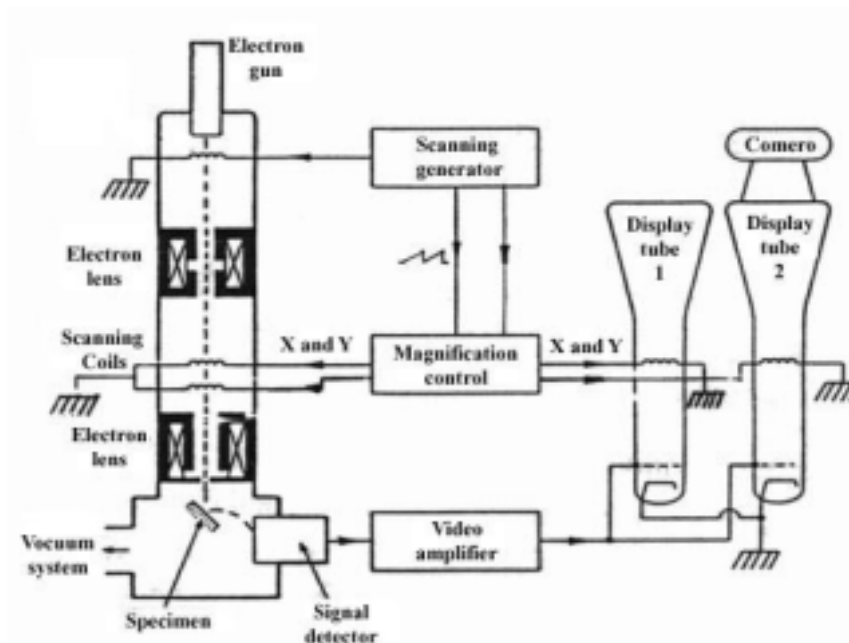 Electron
gun
Scanning
generator
Comero
Display
tube
1
Display
tube
2
Electron
lens
Scanning
Coils
X and Y
Magnification
control
X and Y
Electron
lens
Vocuum
system
Video
amplifier
Specimen
Signal
detector